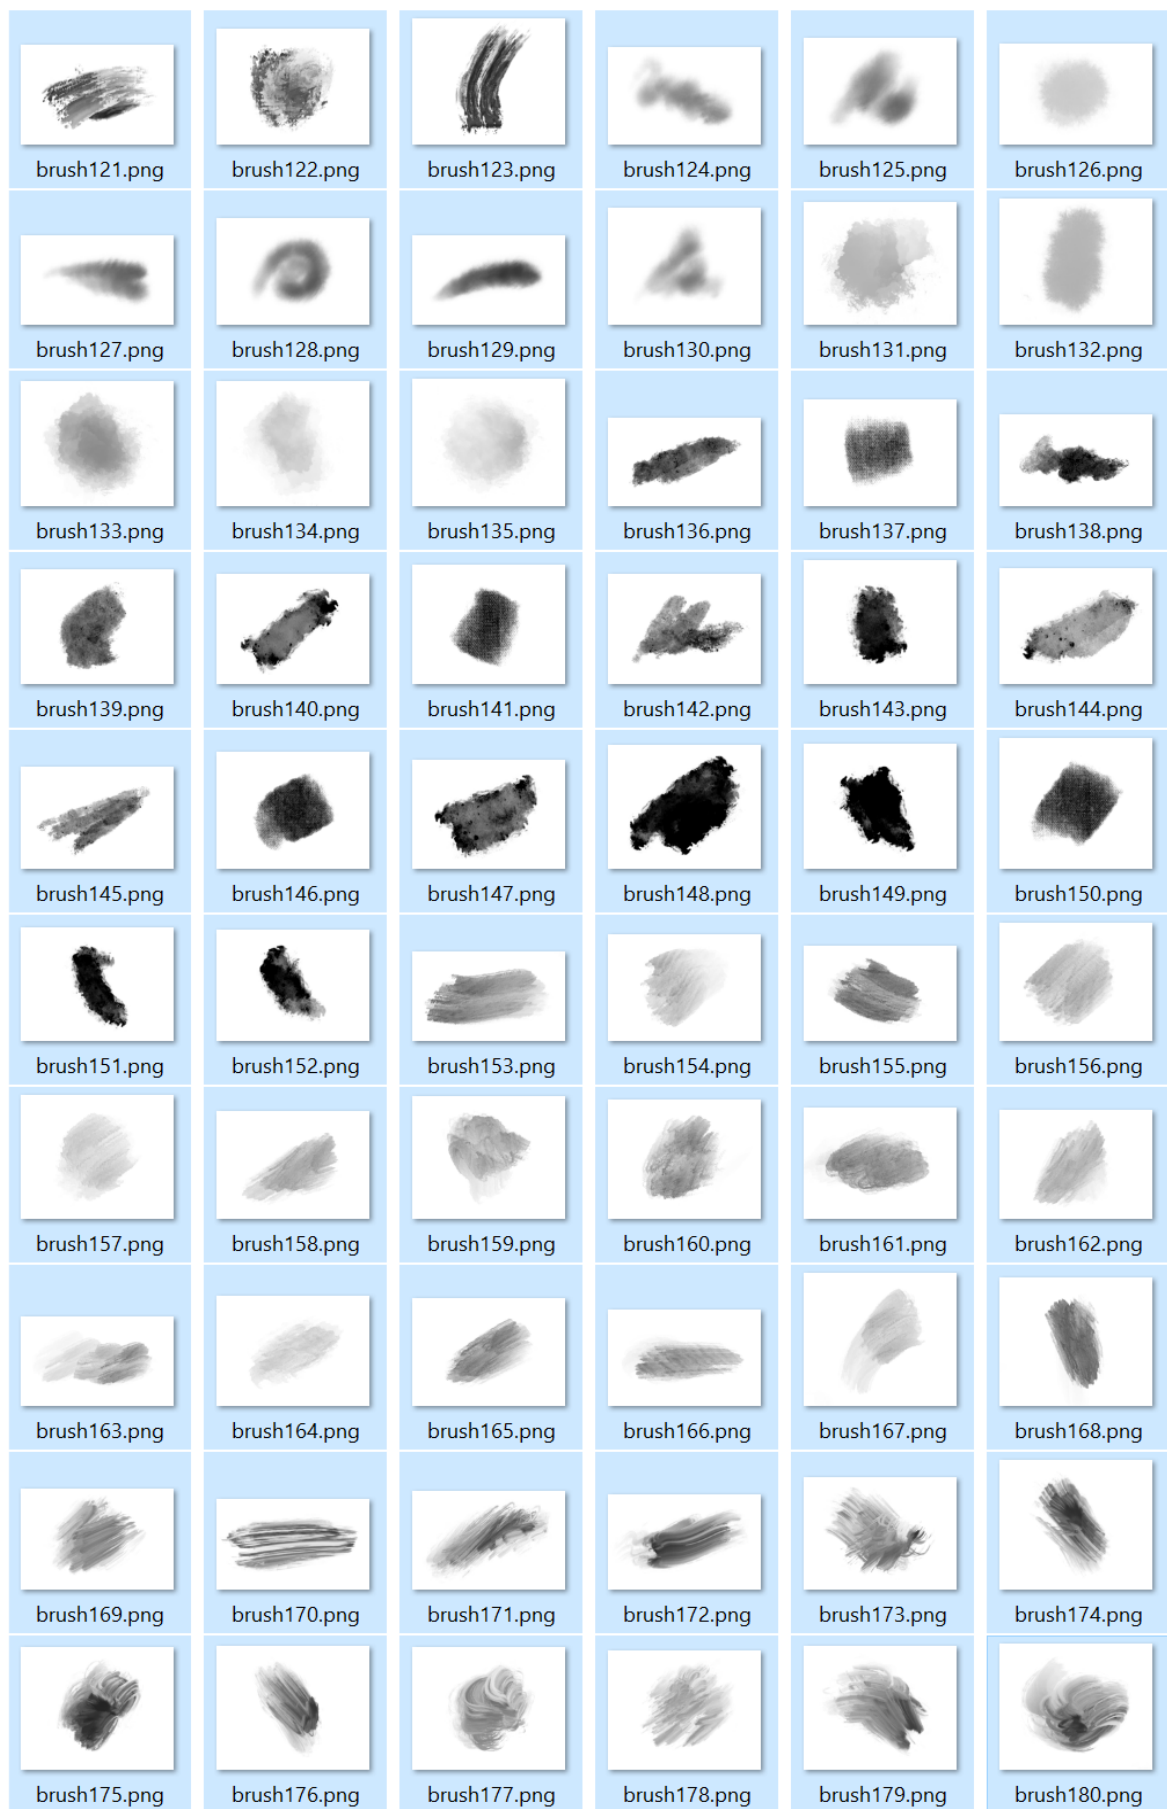 brush121.png brush122.png brush123.png brush124.png brush125.png brush126.png
brush127.png brush128.png brush129.png brush130.png brush131.png brush132.png
brush133.png brush134.png brush135.png brush136.png brush137.png brush138.png
brush139.png brush140.png brush141.png brush142.png brush143.png brush144.png
brush145.png brush146.png brush147.png brush148.png brush149.png brush150.png
brush151.png brush152.png brush153.png brush154.png brush155.png brush156.png
brush157.png brush158.png brush159.png brush160.png brush161.png brush162.png
brush163.png brush164.png brush165.png brush166.png brush167.png brush168.png
brush169.png brush170.png brush171.png brush172.png brush173.png brush174.png
brush175.png brush176.png brush177.png brush178.png brush179.png brush180.png